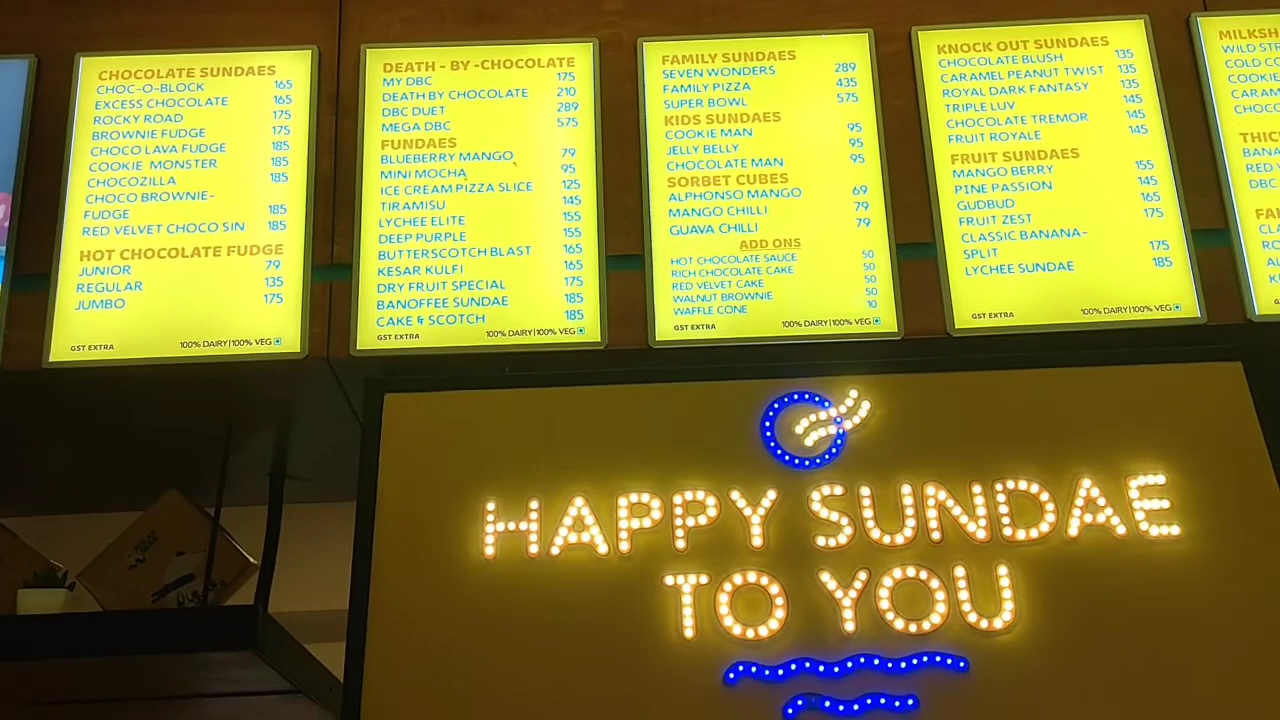 CHOCOLATE SUNDAES
CHOC-O-BLOCK 165
EXCESS CHOCOLATE 165
ROCKY ROAD 175
BROWNIE FUDGE 175
CHOCO LAVA FUDGE 185
COOKIE MONSTER 185
CHOCOZILLA 185
CHOCO BROWNIE-
FUDGE 185
RED VELVET CHOCO SIN 185
HOT CHOCOLATE FUDGE
JUNIOR 79
REGULAR 135
JUMBO 175
GST EXTRA 100% DAIRY|100% VEG
DEATH - BY -CHOCOLATE
MY DBC 175
DEATH BY CHOCOLATE 210
DBC DUET 289
MEGA DBC 575
FUNDAES
BLUEBERRY MANGO 79
MINI MOCHA 95
ICE CREAM PIZZA SLICE 125
TIRAMISU 145
LYCHEE ELITE 155
DEEP PURPLE 155
BUTTERSCOTCH BLAST 165
KESAR KULFI 165
DRY FRUIT SPECIAL 175
BANOFFEE SUNDAE 185
CAKE & SCOTCH 185
GST EXTRA 100% DAIRY|100% VEG
FAMILY SUNDAES
SEVEN WONDERS 289
FAMILY PIZZA 435
SUPER BOWL 575
KIDS SUNDAES
COOKIE MAN 95
JELLY BELLY 95
CHOCOLATE MAN 95
SORBET CUBES
ALPHONSO MANGO 69
MANGO CHILLI 79
GUAVA CHILLI 79
ADD ONS
HOT CHOCOLATE SAUCE 50
RICH CHOCOLATE CAKE 50
RED VELVET CAKE 50
WALNUT BROWNIE 50
WAFFLE CONE 10
GST EXTRA 100% DAIRY|100% VEG
KNOCK OUT SUNDAES
CHOCOLATE BLUSH 135
CARAMEL PEANUT TWIST 135
ROYAL DARK FANTASY 135
TRIPLE LUV 145
CHOCOLATE TREMOR 145
FRUIT ROYALE 145
FRUIT SUNDAES
MANGO BERRY 155
PINE PASSION 145
GUDBUD 165
FRUIT ZEST 175
CLASSIC BANANA-
SPLIT 175
LYCHEE SUNDAE 185
GST EXTRA 100% DAIRY|100% VEG
HAPPY SUNDAE
TO YOU